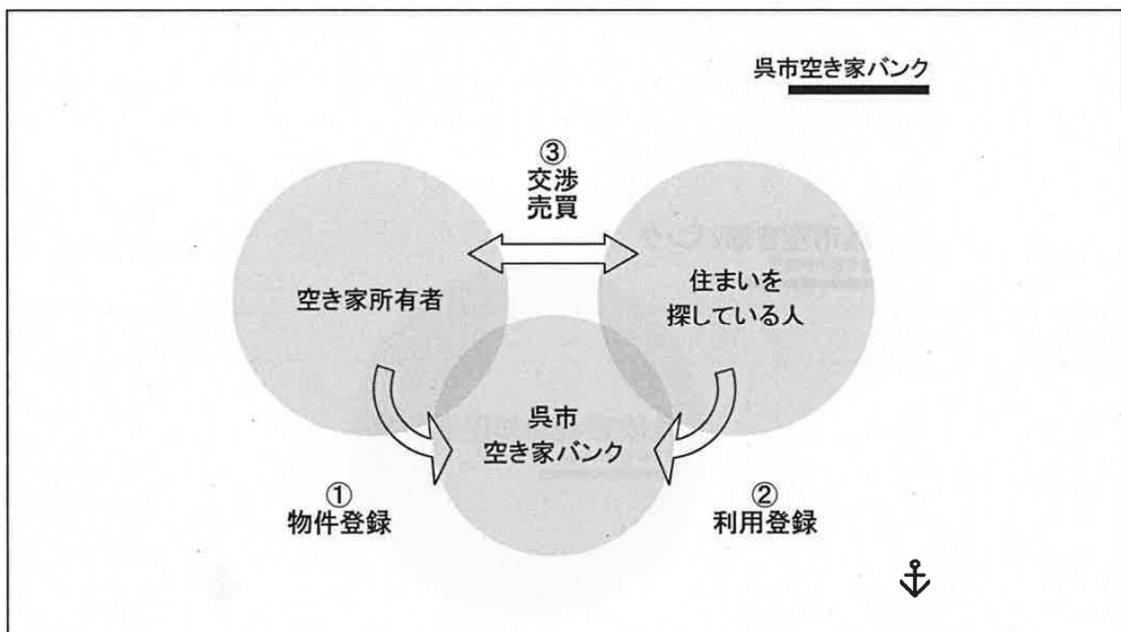 呉市空き家バンク
③
交渉
売買
空き家所有者
住まいを
探している人
呉市
空き家バンク
①
物件登録
②
利用登録